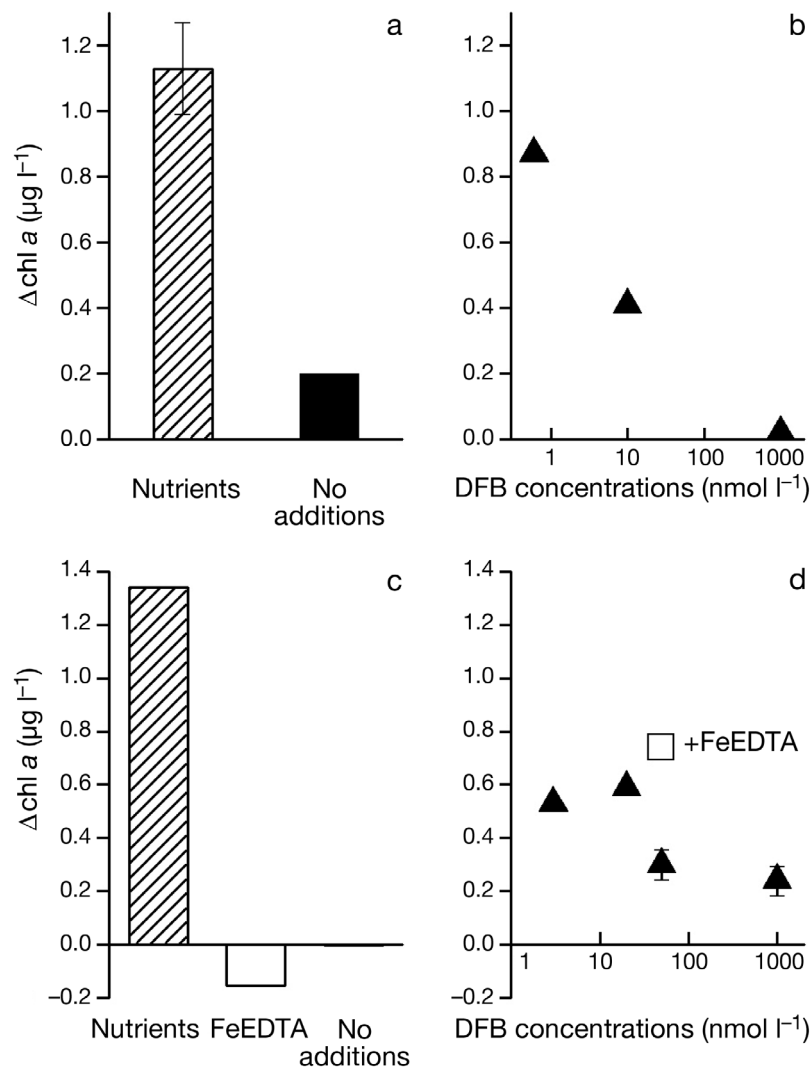 a
1.2
1.0
0.8
0.6
0.4
0.2
0.0
Δchl a (µg l⁻¹)
Nutrients
No
additions
b
1.2
1.0
0.8
0.6
0.4
0.2
0.0
1 10 100 1000
DFB concentrations (nmol l⁻¹)
c
1.4
1.2
1.0
0.8
0.6
0.4
0.2
0.0
–0.2
Δchl a (µg l⁻¹)
Nutrients FeEDTA No
additions
d
1.4
1.2
1.0
0.8
0.6
0.4
0.2
0.0
–0.2
+FeEDTA
1 10 100 1000
DFB concentrations (nmol l⁻¹)